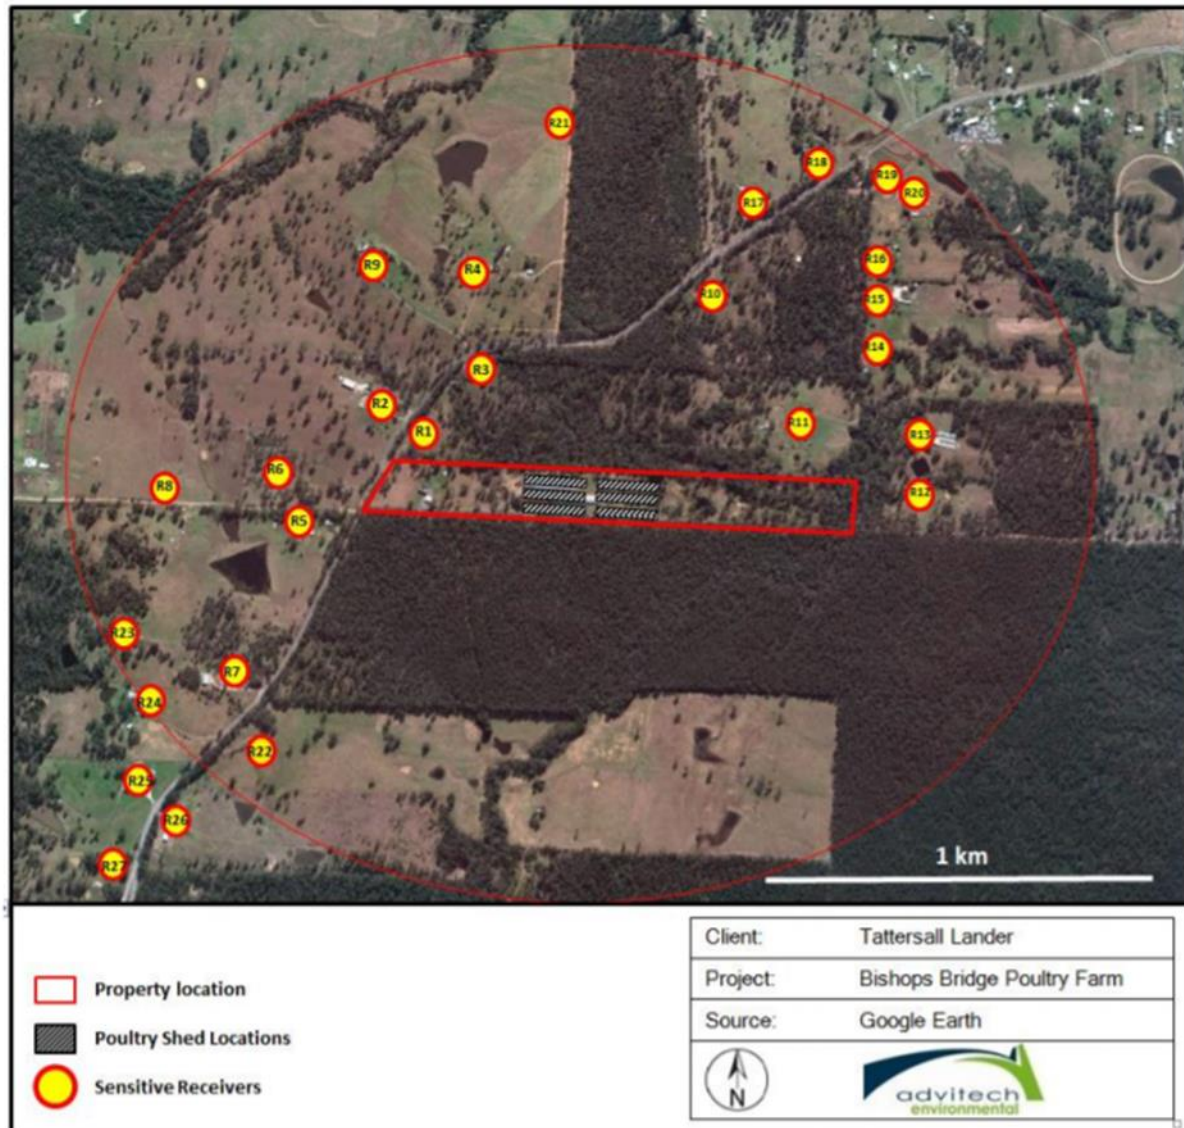 R21
R18
R19
R20
R17
R16
R9
R4
R10
R15
R14
R3
R2
R1
R11
R13
R6
R8
R12
R5
R23
R7
R24
R22
R25
R26
R27
1 km
Property location
Poultry Shed Locations
Sensitive Receivers
Client: Tattersall Lander
Project: Bishops Bridge Poultry Farm
Source: Google Earth
N
advitech
environmental